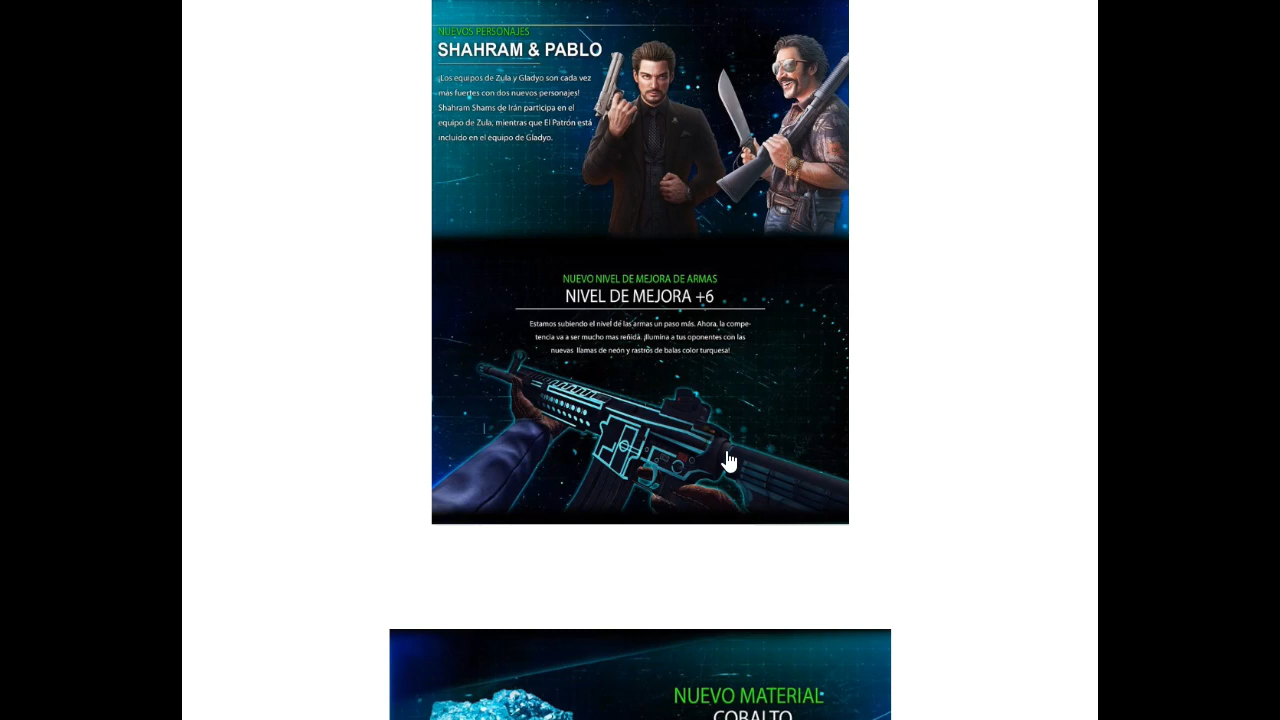 NUEVOS PERSONAJES
SHAHRAM & PABLO
¡Los equipos de Zula y Gladyo son cada vez
más fuertes con dos nuevos personajes!
Shahram Shams de Irán participa en el
equipo de Zula, mientras que El Patrón está
incluido en el equipo de Gladyo.
NUEVO NIVEL DE MEJORA DE ARMAS
NIVEL DE MEJORA +6
Estamos subiendo el nivel de las armas un paso más. Ahora, la compe-
tencia va a ser mucho mas reñida. ¡Ilumina a tus oponentes con las
nuevas llamas de neón y rastros de balas color turquesa!
NUEVO MATERIAL
COBALTO